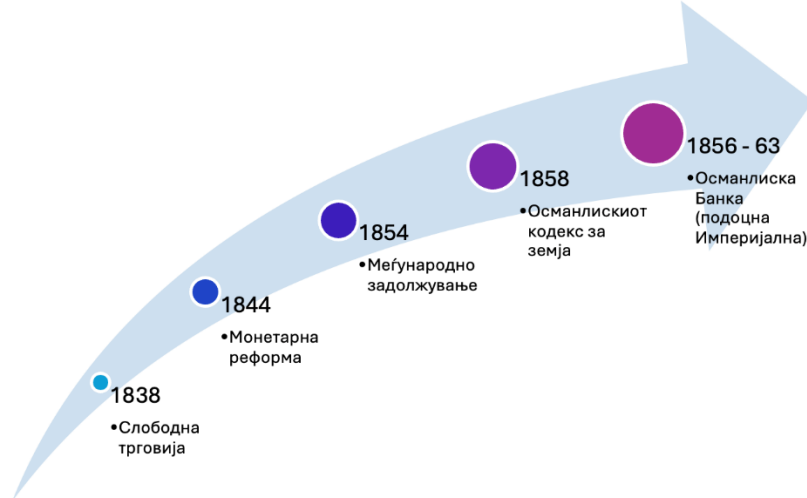 1838
•Слободна
трговија
1844
•Монетарна
реформа
1854
•Меѓународно
задолжување
1858
•Османлискиот
кодекс за
земја
1856 - 63
•Османлиска
Банка
(подоцна
Империјална)